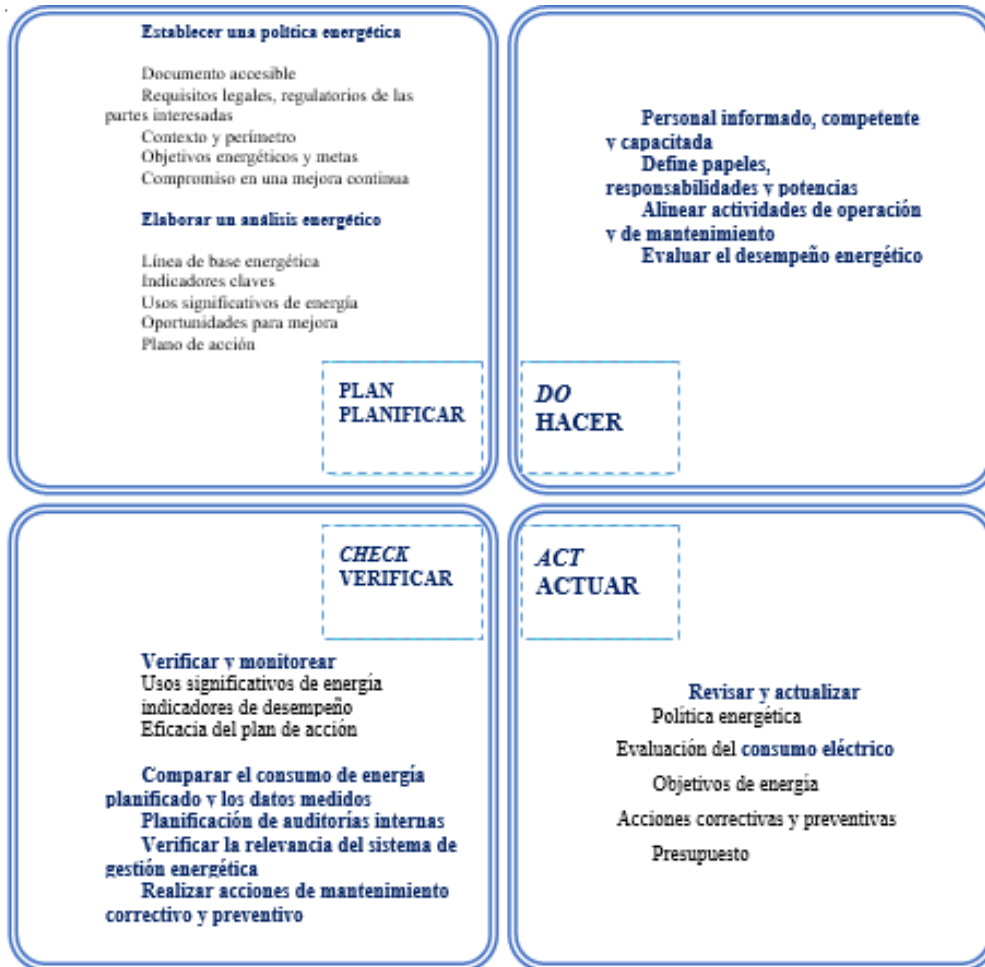 Establecer una política energética
Documento accesible
Requisitos legales, regulatorios de las
partes interesadas
Contexto y perímetro
Objetivos energéticos y metas
Compromiso en una mejora continua
Elaborar un análisis energético
Línea de base energética
Indicadores claves
Usos significativos de energía
Oportunidades para mejora
Plano de acción
PLAN
PLANIFICAR
Personal informado, competente
y capacitada
Define papeles,
responsabilidades y potencias
Alinear actividades de operación
y de mantenimiento
Evaluar el desempeño energético
DO
HACER
CHECK
VERIFICAR
Verificar y monitorear
Usos significativos de energía
indicadores de desempeño
Eficacia del plan de acción
Comparar el consumo de energía
planificado y los datos medidos
Planificación de auditorías internas
Verificar la relevancia del sistema de
gestión energética
Realizar acciones de mantenimiento
correctivo y preventivo
ACT
ACTUAR
Revisar y actualizar
Política energética
Evaluación del consumo eléctrico
Objetivos de energía
Acciones correctivas y preventivas
Presupuesto